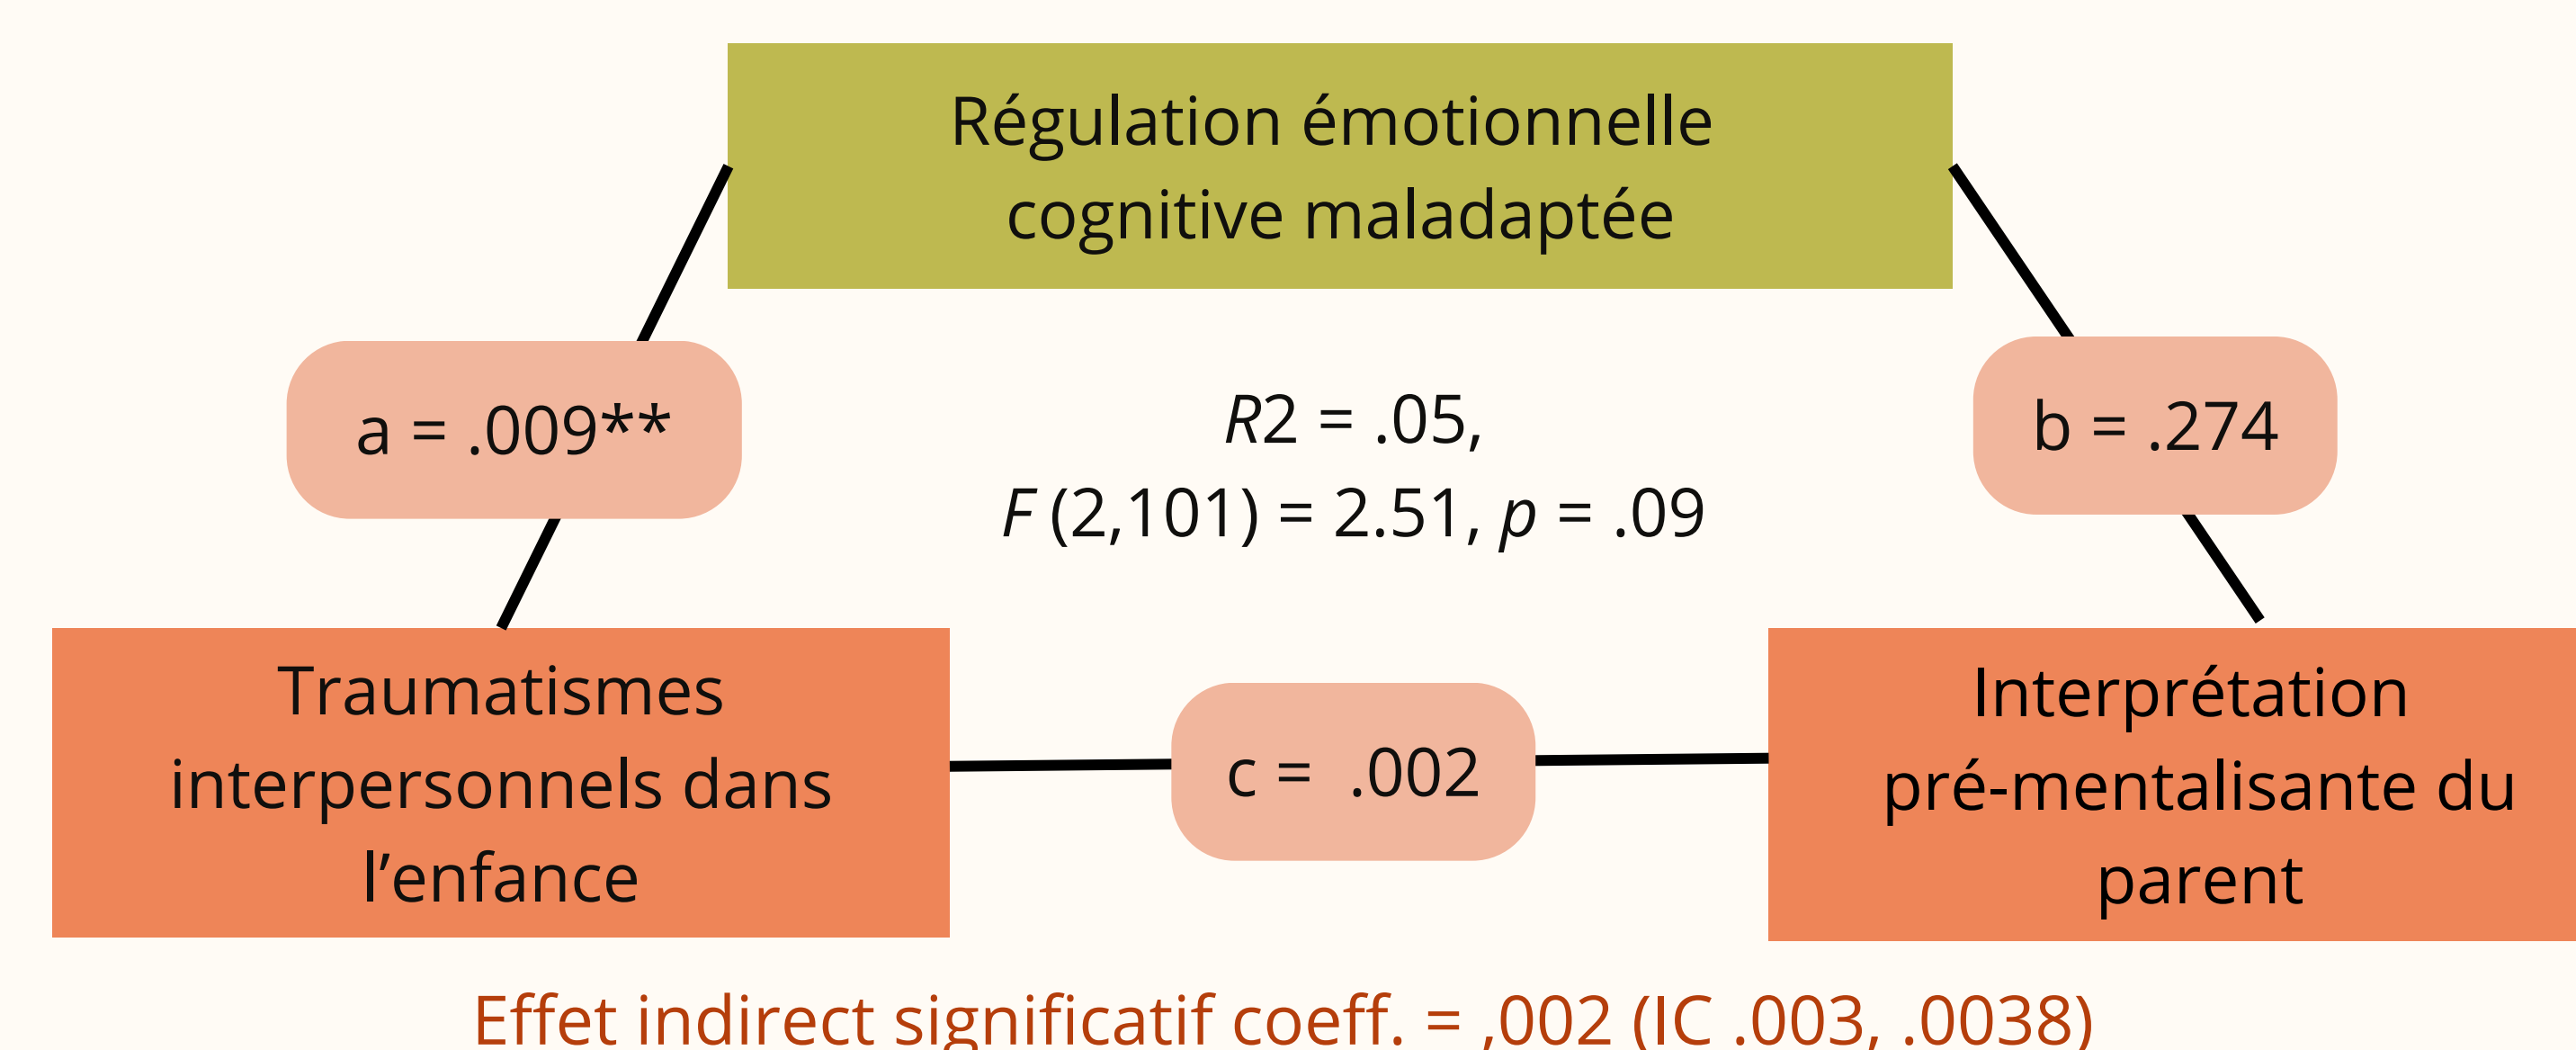 Régulation émotionnelle
cognitive maladaptée
a = .009**
R2 = .05,
F (2,101) = 2.51, p = .09
b = .274
Traumatismes
interpersonnels dans
l’enfance
c =  .002
Interprétation
pré-mentalisante du
parent
Effet indirect significatif coeff. = ,002 (IC .003, .0038)